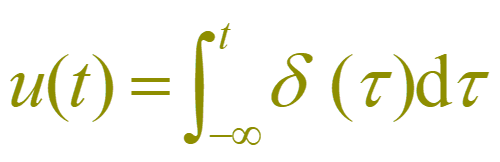 u(t) = ∫_{-∞}^{t} δ (τ)dτ